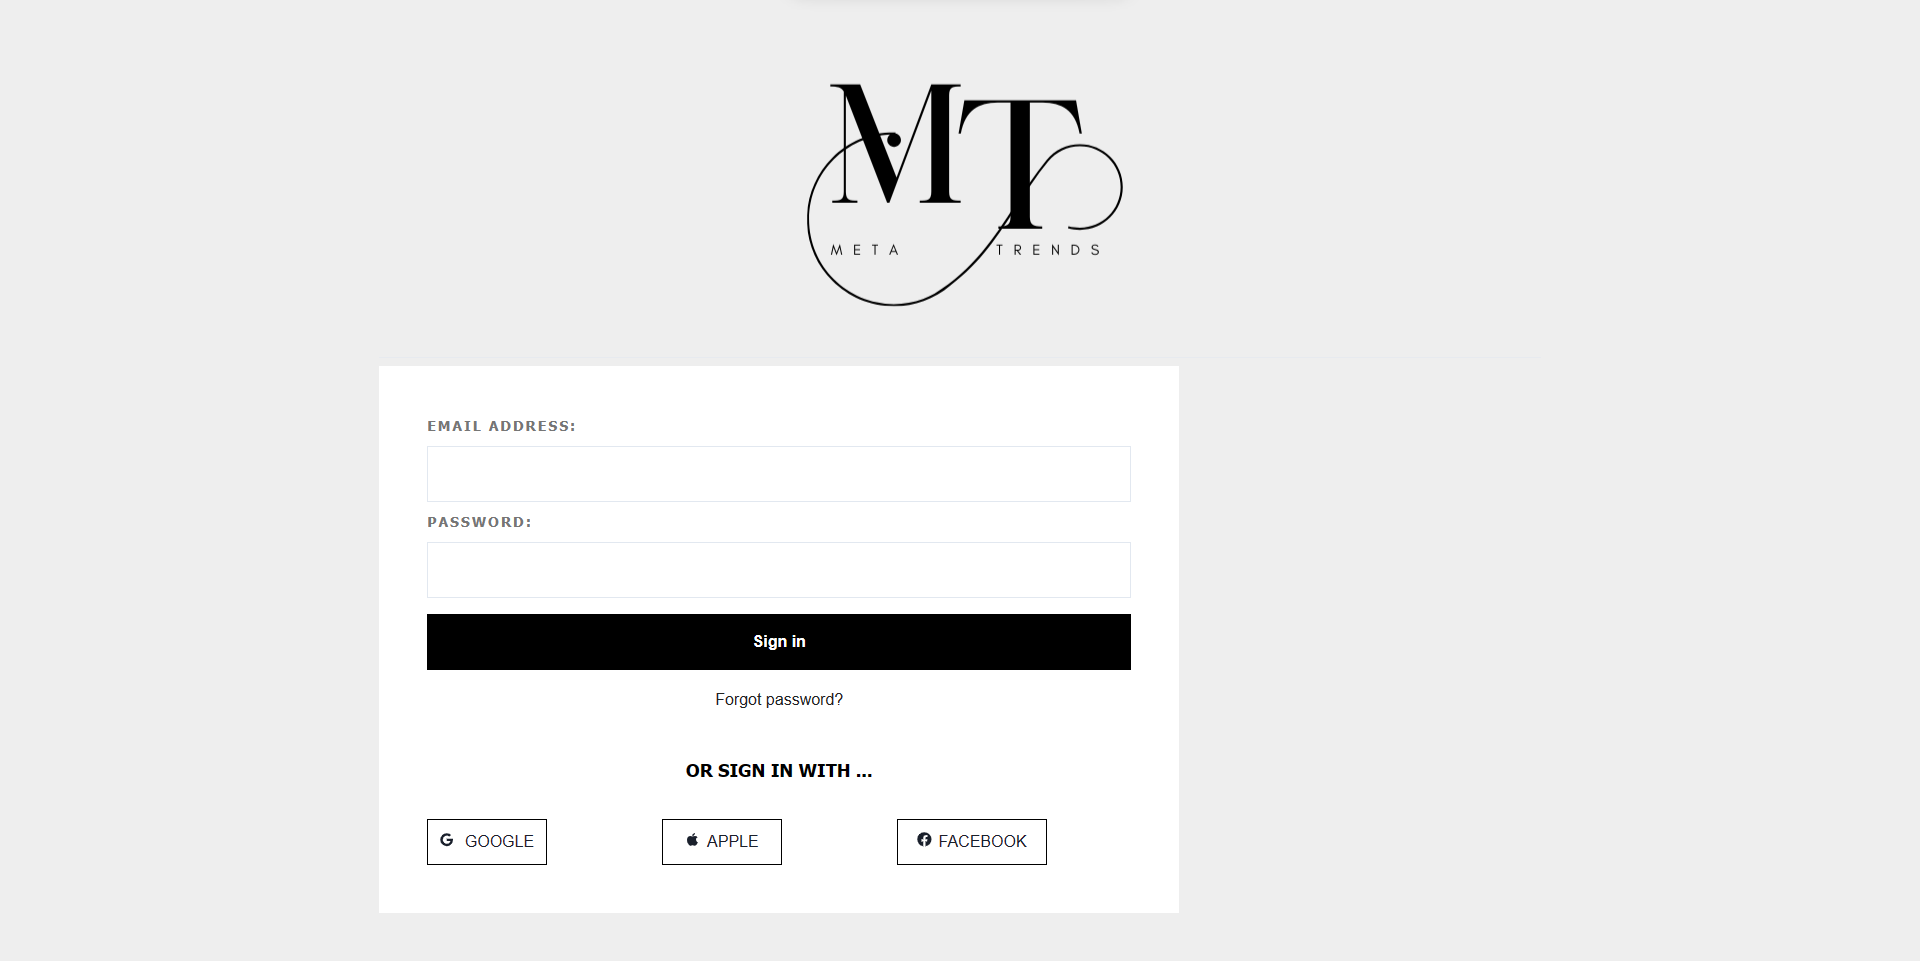 MT
META TRENDS
EMAIL ADDRESS:
PASSWORD:
Sign in
Forgot password?
OR SIGN IN WITH ...
GOOGLE APPLE FACEBOOK